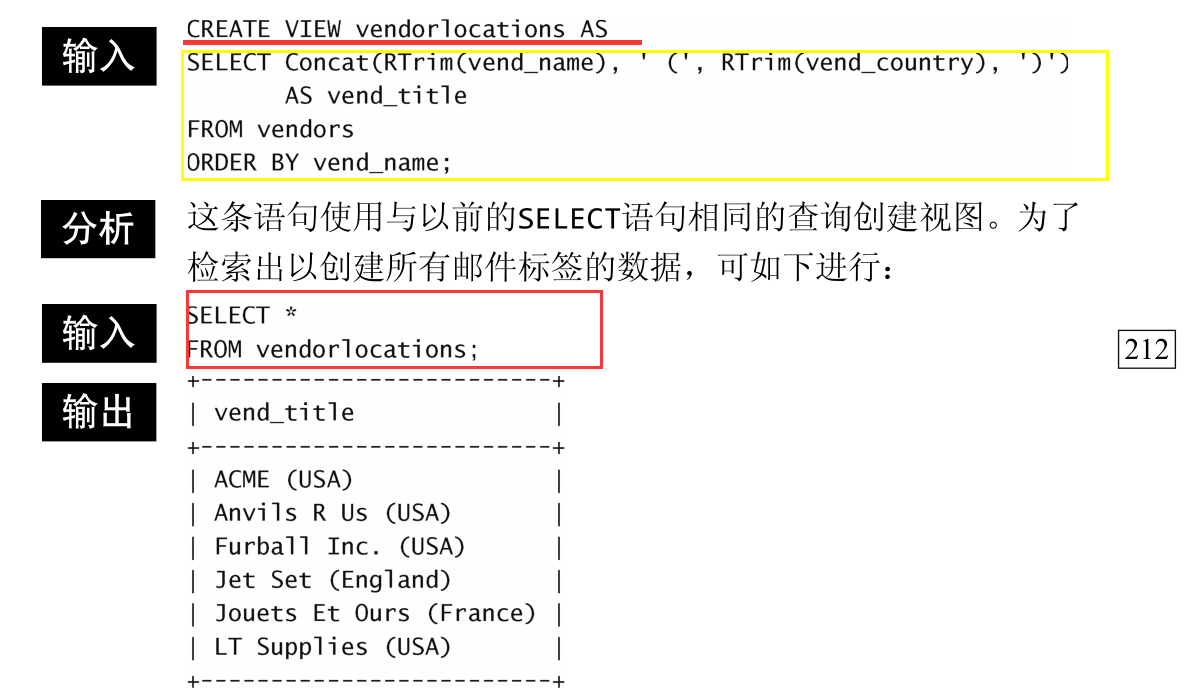 输入
CREATE VIEW vendorlocations AS
SELECT Concat(RTrim(vend_name), ' (', RTrim(vend_country), ')')
       AS vend_title
FROM vendors
ORDER BY vend_name;
分析
这条语句使用与以前的SELECT语句相同的查询创建视图。为了
检索出以创建所有邮件标签的数据，可如下进行：
输入
SELECT *
FROM vendorlocations;
212
输出
+-------------------------+
| vend_title              |
+-------------------------+
| ACME (USA)              |
| Anvils R Us (USA)       |
| Furball Inc. (USA)      |
| Jet Set (England)       |
| Jouets Et Ours (France) |
| LT Supplies (USA)       |
+-------------------------+